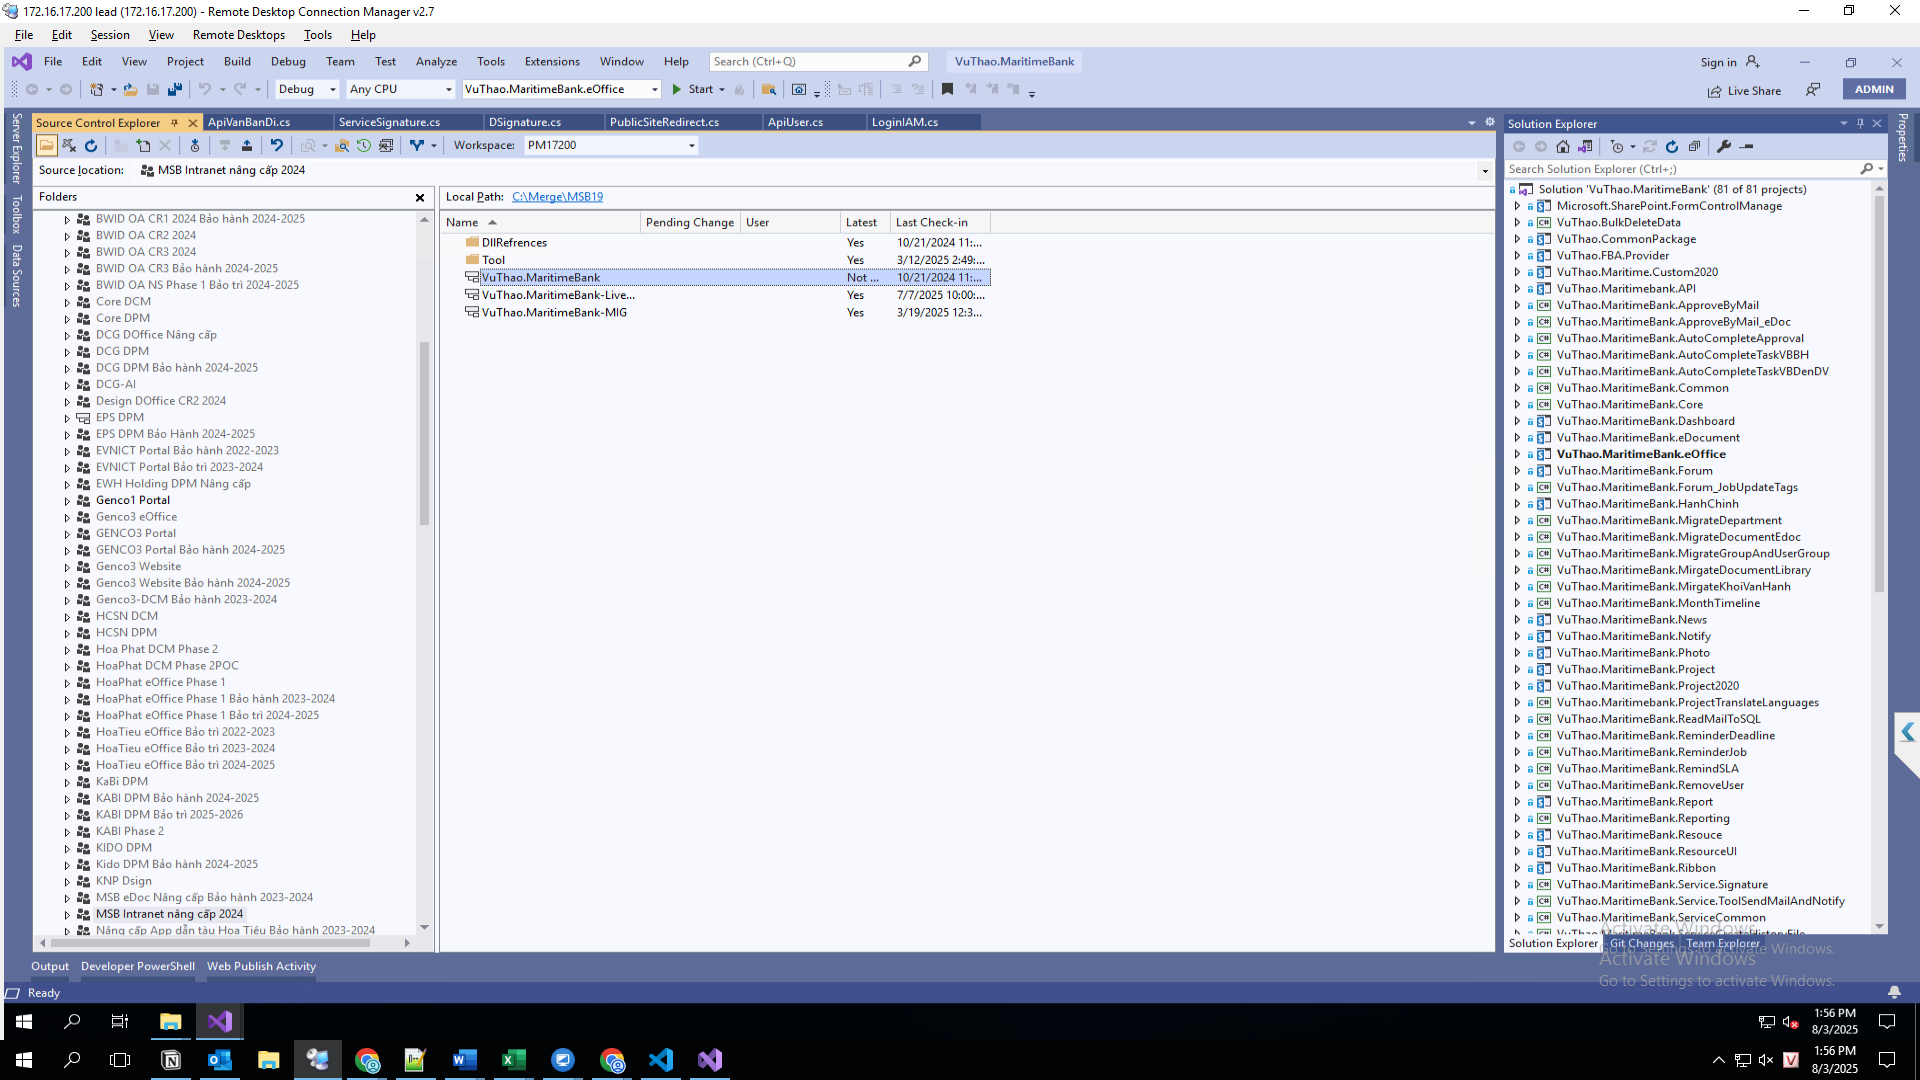 172.16.17.200 lead (172.16.17.200) - Remote Desktop Connection Manager v2.7
File Edit Session View Remote Desktops Tools Help
File Edit View Project Build Debug Team Test Analyze Tools Extensions Window Help Search (Ctrl+Q) VuThao.MaritimeBank Sign in
Debug Any CPU VuThao.MaritimeBank.eOffice Start Live Share ADMIN
Server Explorer
Toolbox
Data Sources
Source Control Explorer ApiVanBanDi.cs ServiceSignature.cs DSignature.cs PublicSiteRedirect.cs ApiUser.cs LoginIAM.cs
Workspace: PM17200
Source location: MSB Intranet nâng cấp 2024
Folders
BWID OA CR1 2024 Bảo hành 2024-2025
BWID OA CR2 2024
BWID OA CR3 2024
BWID OA CR3 Bảo hành 2024-2025
BWID OA NS Phase 1 Bảo trì 2024-2025
Core DCM
Core DPM
DCG DOffice Nâng cấp
DCG DPM
DCG DPM Bảo hành 2024-2025
DCG-AI
Design DOffice CR2 2024
EPS DPM
EPS DPM Bảo Hành 2024-2025
EVNICT Portal Bảo hành 2022-2023
EVNICT Portal Bảo trì 2023-2024
EWH Holding DPM Nâng cấp
Genco1 Portal
Genco3 eOffice
GENCO3 Portal
GENCO3 Portal Bảo hành 2024-2025
Genco3 Website
Genco3 Website Bảo hành 2024-2025
Genco3-DCM Bảo hành 2023-2024
HCSN DCM
HCSN DPM
Hoa Phat DCM Phase 2
HoaPhat DCM Phase 2POC
HoaPhat eOffice Phase 1
HoaPhat eOffice Phase 1 Bảo hành 2023-2024
HoaPhat eOffice Phase 1 Bảo trì 2024-2025
HoaTieu eOffice Bảo trì 2022-2023
HoaTieu eOffice Bảo trì 2023-2024
HoaTieu eOffice Bảo trì 2024-2025
KaBi DPM
KABI DPM Bảo hành 2024-2025
KABI DPM Bảo trì 2025-2026
KABI Phase 2
KIDO DPM
Kido DPM Bảo hành 2024-2025
KNP Dsign
MSB eDoc Nâng cấp Bảo hành 2023-2024
MSB Intranet nâng cấp 2024
Nâng cấp App dẫn tàu Hoa Tiêu Bảo hành 2023-2024
Local Path: C:\Merge\MSB19
Name Pending Change User Latest Last Check-in
DllRefrences Yes 10/21/2024 11:...
Tool Yes 3/12/2025 2:49:...
VuThao.MaritimeBank Not ... 10/21/2024 11:...
VuThao.MaritimeBank-Live... Yes 7/7/2025 10:00:...
VuThao.MaritimeBank-MIG Yes 3/19/2025 12:3...
Solution Explorer
Search Solution Explorer (Ctrl+;)
Solution 'VuThao.MaritimeBank' (81 of 81 projects)
Microsoft.SharePoint.FormControlManage
VuThao.BulkDeleteData
VuThao.CommonPackage
VuThao.FBA.Provider
VuThao.Maritime.Custom2020
VuThao.MaritimeBank.API
VuThao.MaritimeBank.ApproveByMail
VuThao.MaritimeBank.ApproveByMail_eDoc
VuThao.MaritimeBank.AutoCompleteApproval
VuThao.MaritimeBank.AutoCompleteTaskVBBH
VuThao.MaritimeBank.AutoCompleteTaskVBDenDV
VuThao.MaritimeBank.Common
VuThao.MaritimeBank.Core
VuThao.MaritimeBank.Dashboard
VuThao.MaritimeBank.eDocument
VuThao.MaritimeBank.eOffice
VuThao.MaritimeBank.Forum
VuThao.MaritimeBank.Forum_JobUpdateTags
VuThao.MaritimeBank.HanhChinh
VuThao.MaritimeBank.MigrateDepartment
VuThao.MaritimeBank.MigrateDocumentEdoc
VuThao.MaritimeBank.MigrateGroupAndUserGroup
VuThao.MaritimeBank.MirgateDocumentLibrary
VuThao.MaritimeBank.MirgateKhoiVanHanh
VuThao.MaritimeBank.MonthTimeline
VuThao.MaritimeBank.News
VuThao.MaritimeBank.Notify
VuThao.MaritimeBank.Photo
VuThao.MaritimeBank.Project
VuThao.MaritimeBank.Project2020
VuThao.MaritimeBank.ProjectTranslateLanguages
VuThao.MaritimeBank.ReadMailToSQL
VuThao.MaritimeBank.ReminderDeadline
VuThao.MaritimeBank.ReminderJob
VuThao.MaritimeBank.RemindSLA
VuThao.MaritimeBank.RemoveUser
VuThao.MaritimeBank.Report
VuThao.MaritimeBank.Reporting
VuThao.MaritimeBank.Resouce
VuThao.MaritimeBank.ResourceUI
VuThao.MaritimeBank.Ribbon
VuThao.MaritimeBank.Service.Signature
VuThao.MaritimeBank.Service.ToolSendMailAndNotify
VuThao.MaritimeBank.ServiceCommon
VuThao.MaritimeBank.ServiceCreateHistoryFile
Solution Explorer Git Changes Team Explorer
Properties
Activate Windows
Go to Settings to activate Windows.
Activate Windows
Go to Settings to activate Windows.
Output Developer PowerShell Web Publish Activity
Ready
1:56 PM
8/3/2025
1:56 PM
8/3/2025